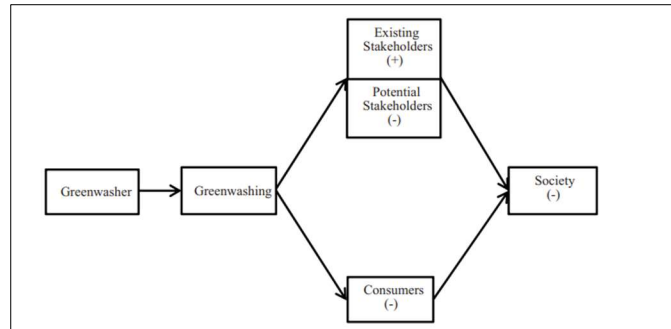 Existing
Stakeholders
(+)
Potential
Stakeholders
(-)
Greenwasher
Greenwashing
Society
(-)
Consumers
(-)